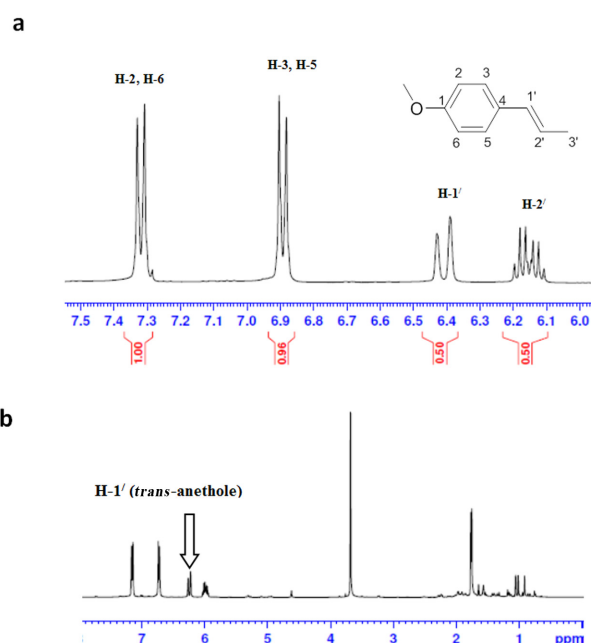 a
H-2, H-6
H-3, H-5
2
3
1
4
1'
O
6
5
2'
3'
H-1/
H-2/
7.5 7.4 7.3 7.2 7.1 7.0 6.9 6.8 6.7 6.6 6.5 6.4 6.3 6.2 6.1 6.0
1.00
0.96
0.50
0.50
b
H-1/ (trans-anethole)
7 6 5 4 3 2 1 ppm